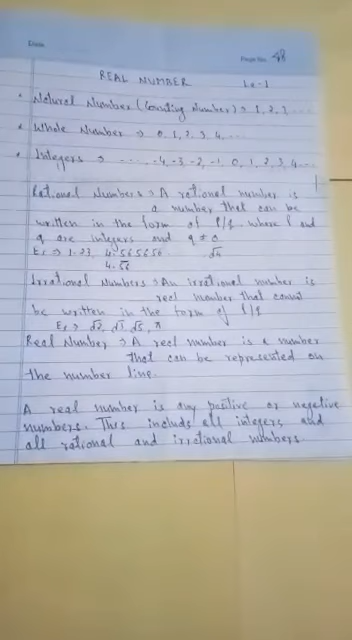 Date
Page No. 48
REAL NUMBER Le-1
• Natural Number (Counting Number) → 1, 2, 3 ....
• Whole Number → 0, 1, 2, 3, 4, ...
• Integers → ..... -4, -3, -2, -1, 0, 1, 2, 3, 4...
Rational Numbers → A rational number is
a number that can be
written in the form of p/q where p and
q are integers and q ≠ 0
Ex → 1.23, 4.565656 √4
4.56
Irrational Numbers → An irrational number is
real number that cannot
be written in the form of p/q
Ex → √2, √3, √5, π
Real Number → A real number is a number
that can be represented on
the number line.
A real number is any positive or negative
numbers. This includes all integers and
all rational and irrational numbers